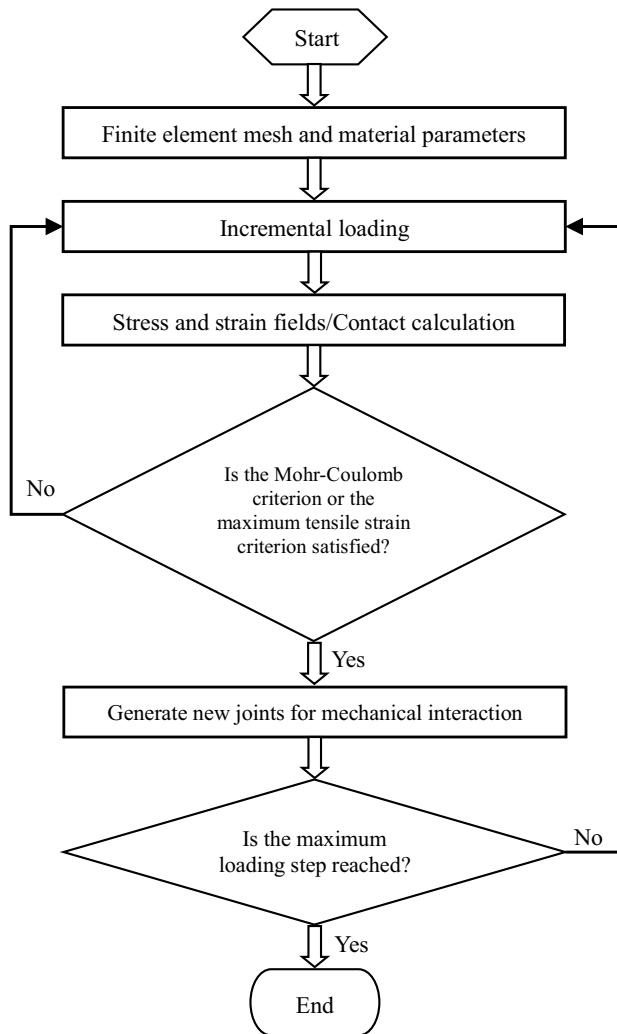 Start
Finite element mesh and material parameters
Incremental loading
Stress and strain fields/Contact calculation
Is the Mohr-Coulomb
criterion or the
maximum tensile strain
criterion satisfied?
No
Yes
Generate new joints for mechanical interaction
Is the maximum
loading step reached?
No
Yes
End